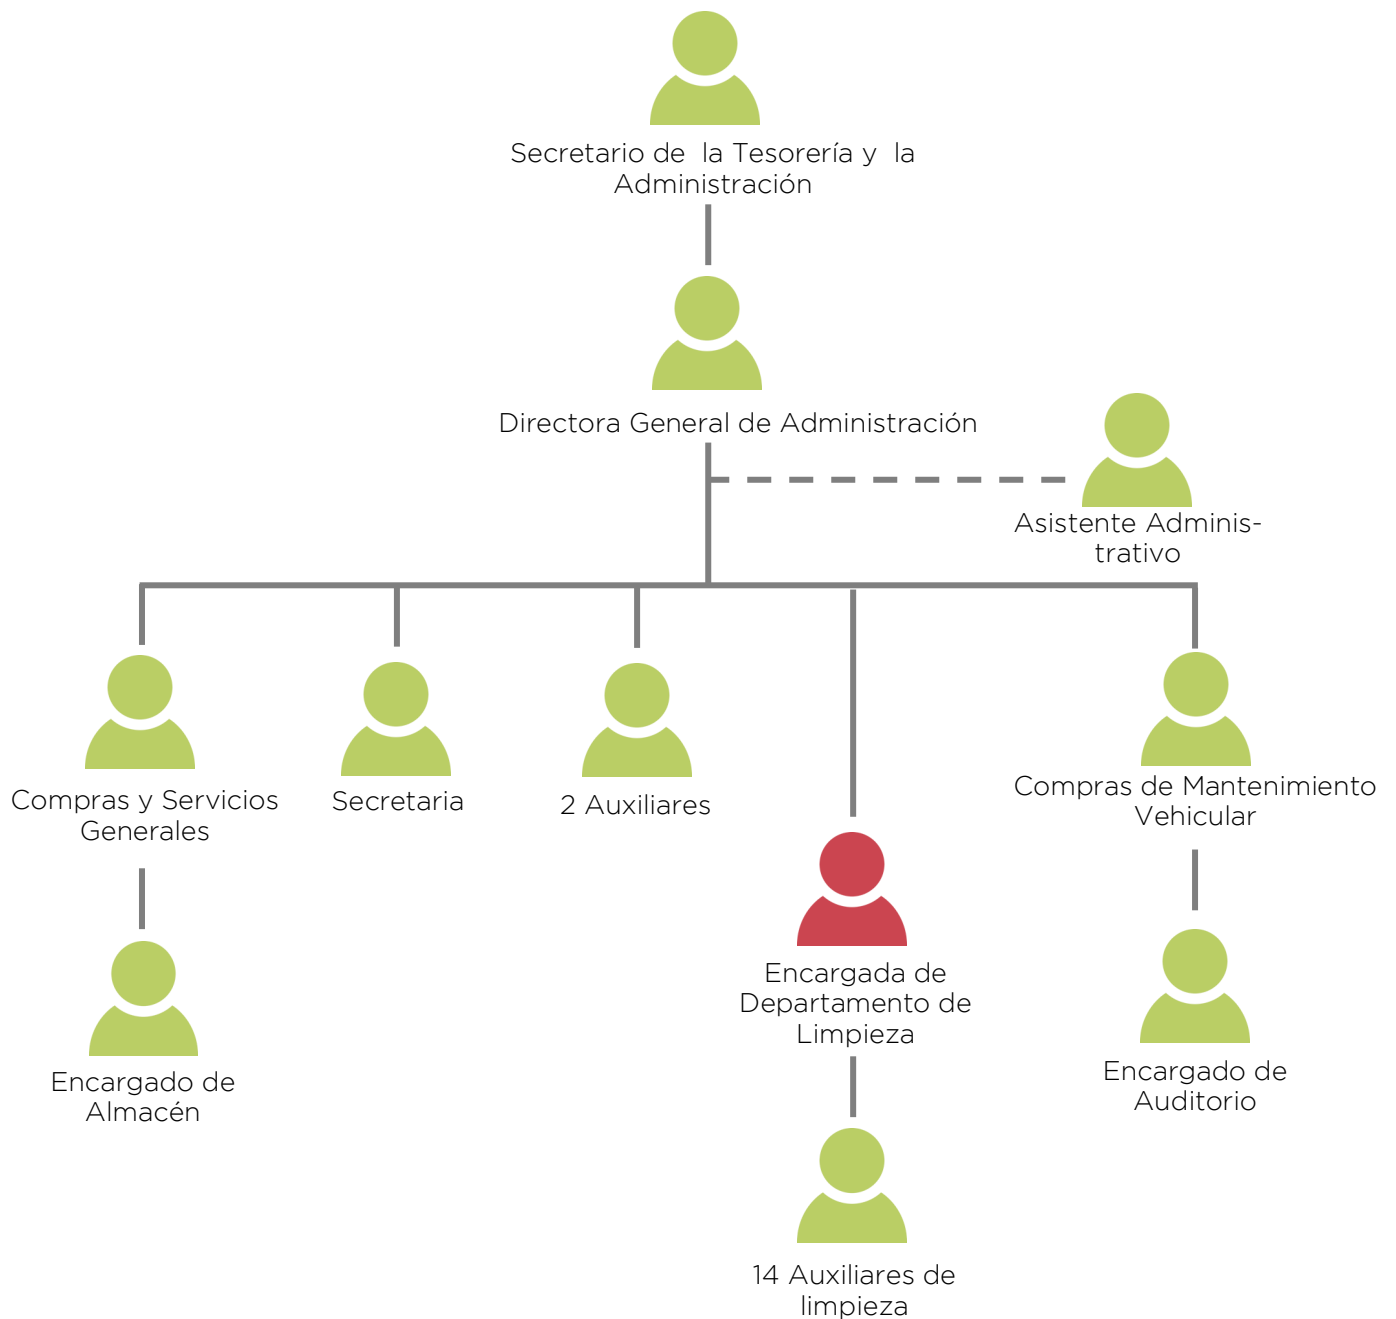 Secretario de  la Tesorería y  la
Administración
Directora General de Administración
Asistente Adminis-
trativo
Compras y Servicios
Generales
Secretaria
2 Auxiliares
Compras de Mantenimiento
Vehicular
Encargada de
Departamento de
Limpieza
Encargado de
Almacén
Encargado de
Auditorio
14 Auxiliares de
limpieza